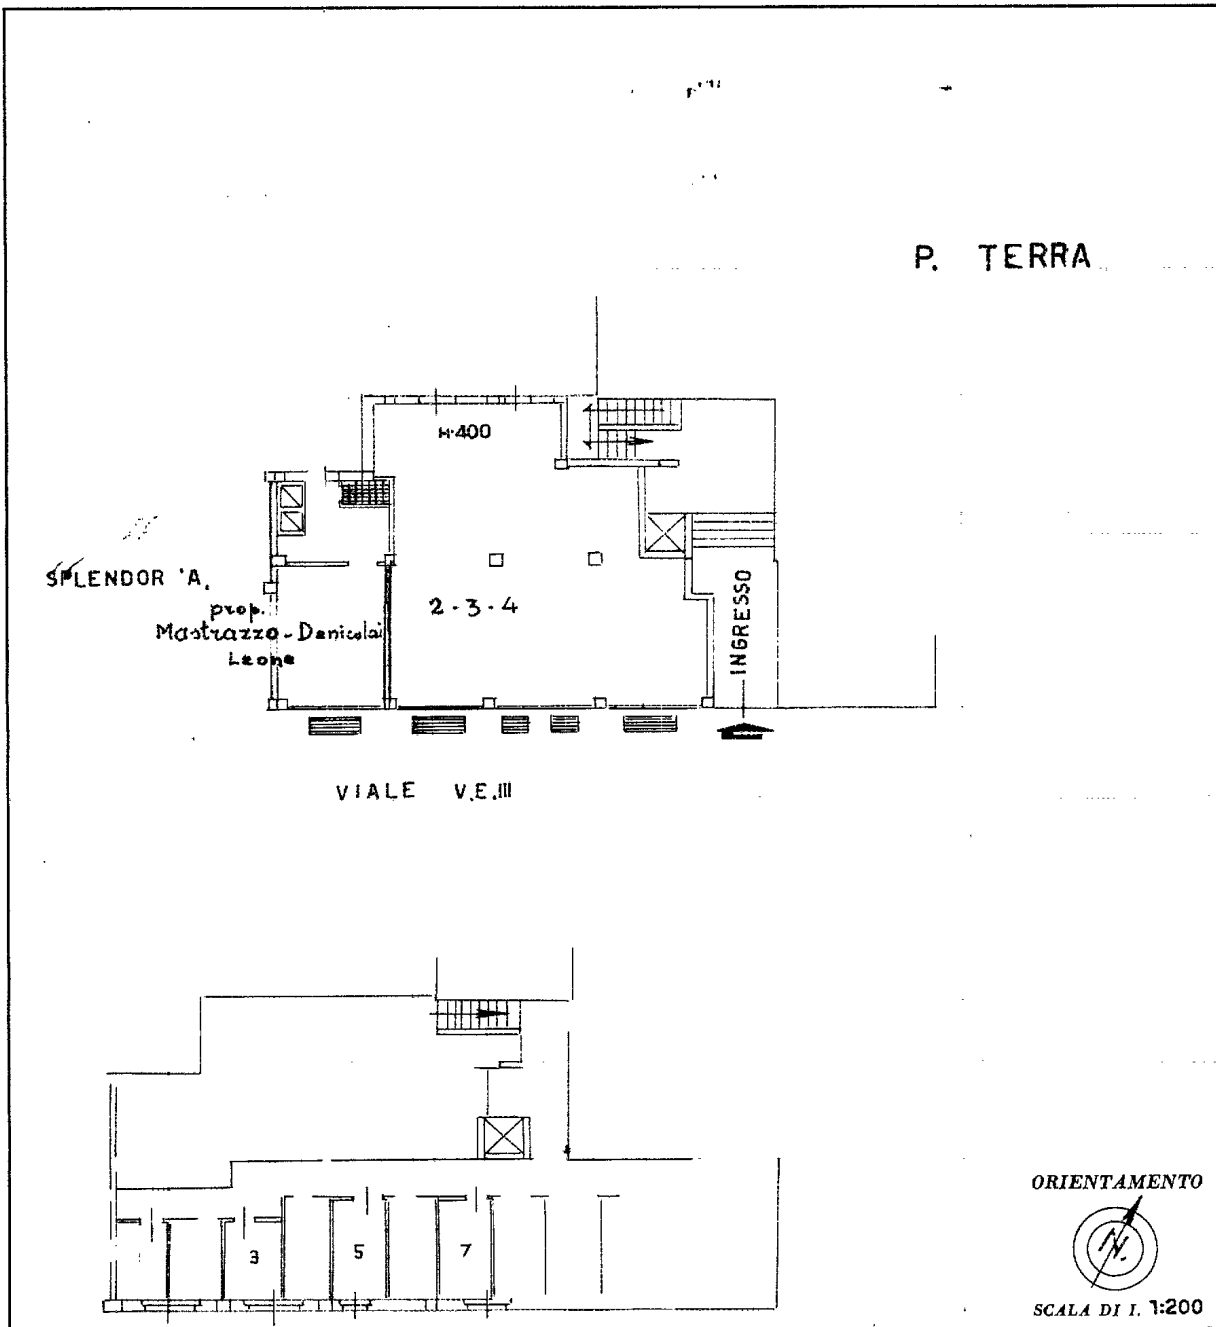 P. TERRA
H·400
SPLENDOR 'A.
prop.
Mastrazzo - Denicolai
Leone
2 - 3 - 4
INGRESSO
VIALE V.E.III
3
5
7
ORIENTAMENTO
N.
SCALA DI I. 1:200